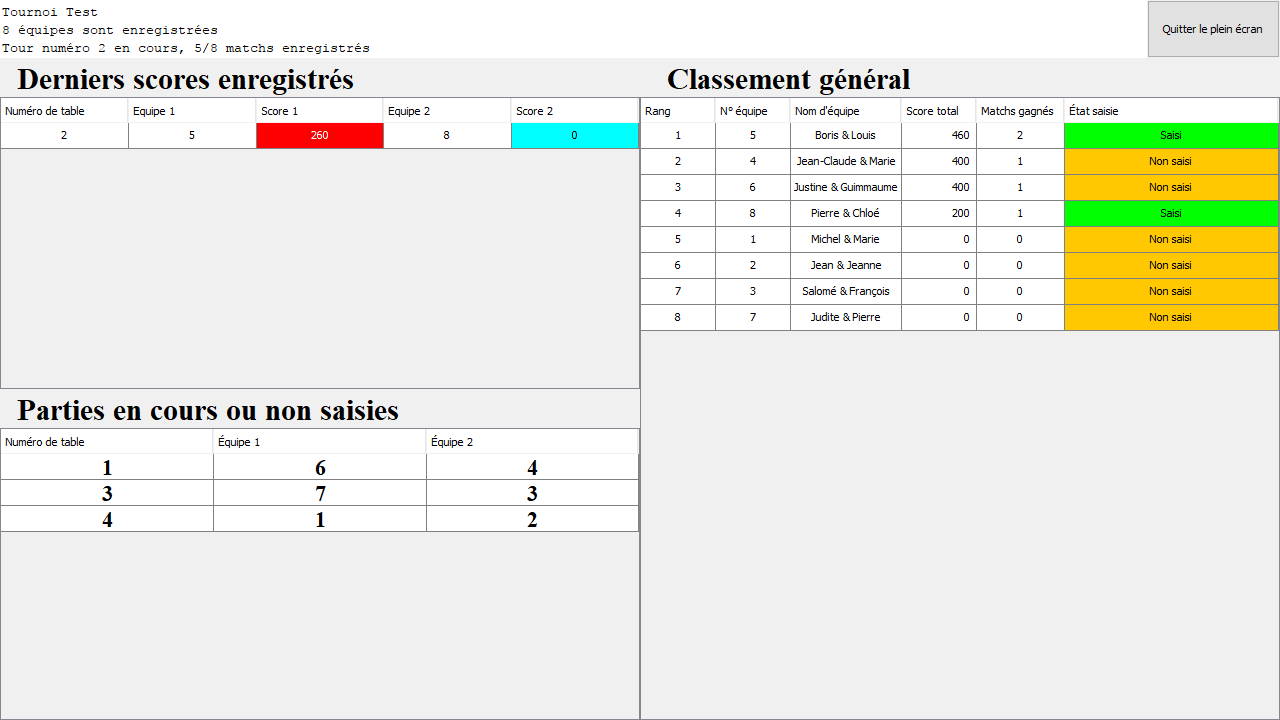 Tournoi Test
8 équipes sont enregistrées
Tour numéro 2 en cours, 5/8 matchs enregistrés
Quitter le plein écran
Derniers scores enregistrés
Numéro de table Equipe 1 Score 1 Equipe 2 Score 2
2 5 260 8 0
Parties en cours ou non saisies
Numéro de table Équipe 1 Équipe 2
1 6 4
3 7 3
4 1 2
Classement général
Rang N° équipe Nom d'équipe Score total Matchs gagnés État saisie
1 5 Boris & Louis 460 2 Saisi
2 4 Jean-Claude & Marie 400 1 Non saisi
3 6 Justine & Guimmaume 400 1 Non saisi
4 8 Pierre & Chloé 200 1 Saisi
5 1 Michel & Marie 0 0 Non saisi
6 2 Jean & Jeanne 0 0 Non saisi
7 3 Salomé & François 0 0 Non saisi
8 7 Judite & Pierre 0 0 Non saisi